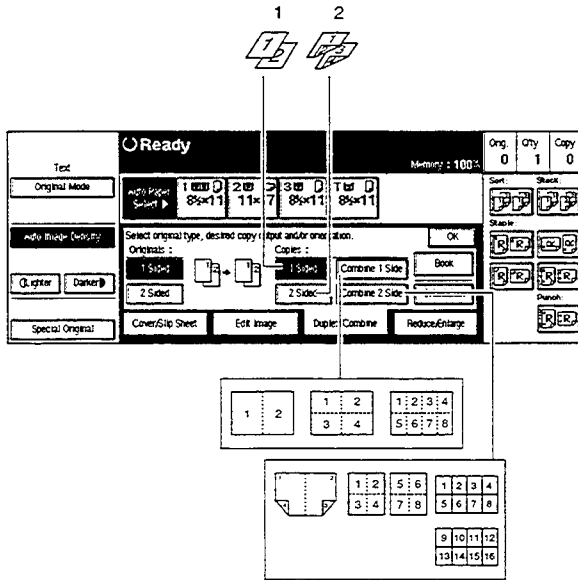 1 2
1 2
1 3
Ready
Memory : 100%
Orig. Q'ty Copy
0 1 0
Text
Original Mode
Auto Image Density
Lighter Darker
Special Original
Auto Paper Select
1 8½×11
2 11×17
3 8½×11
T 8½×11
Select original type, desired copy output and/or orientation.
OK
Originals : Copies :
1 Sided 1 Sided Combine 1 Side Book
2 Sided 2 Sided Combine 2 Side
Cover/Slip Sheet Edit Image Duplex/Combine Reduce/Enlarge
Sort: Stack:
Staple
R R
R R R R
Punch:
R R
1 2
1 2
3 4
1 2 3 4
5 6 7 8
1 2
1 2
3 4
5 6
7 8
1 2 3 4
5 6 7 8
9 10 11 12
13 14 15 16